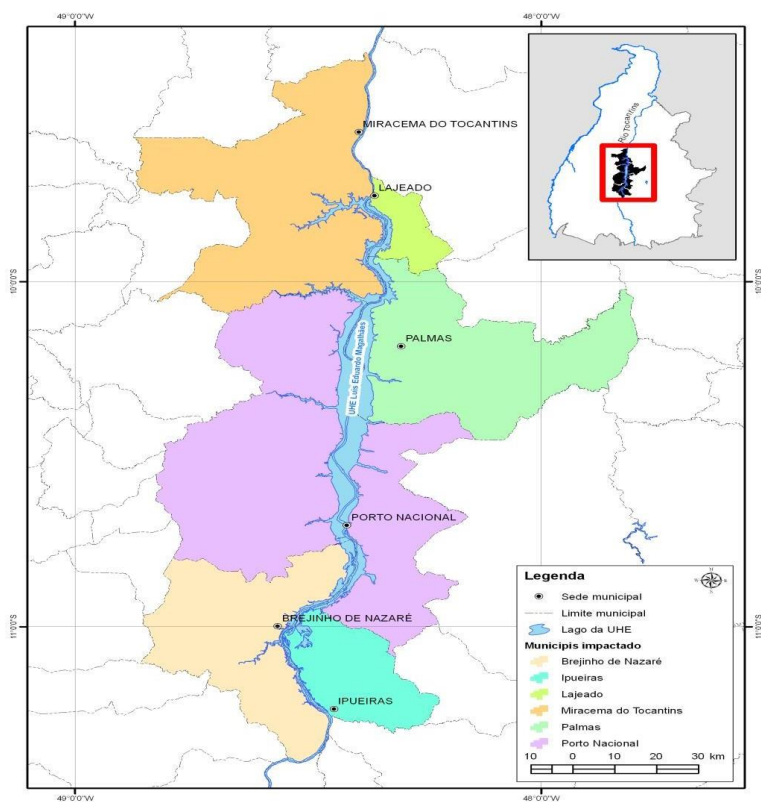 49°0'0"W
48°0'0"W
Rio Tocantins
MIRACEMA DO TOCANTINS
LAJEADO
10°0'0"S
10°0'0"S
PALMAS
UHE Luis Eduardo Magalhães
PORTO NACIONAL
11°0'0"S
11°0'0"S
BREJINHO DE NAZARÉ
IPUEIRAS
Legenda
Sede municipal
Limite municipal
Lago da UHE
Municipis impactado
Brejinho de Nazaré
Ipueiras
Lajeado
Miracema do Tocantins
Palmas
Porto Nacional
10 0 10 20 30 km
49°0'0"W
48°0'0"W